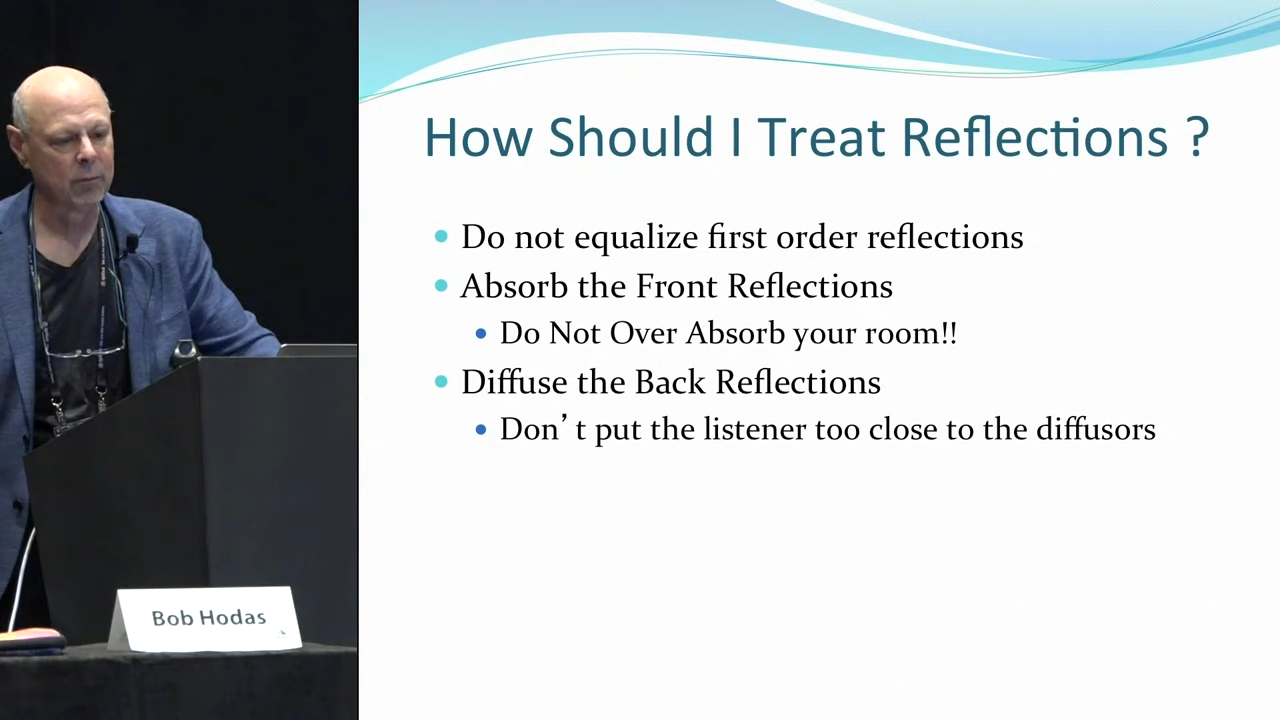 How Should I Treat Reflections ?
Do not equalize first order reflections
Absorb the Front Reflections
Do Not Over Absorb your room!!
Diffuse the Back Reflections
Don’ t put the listener too close to the diffusors
Bob Hodas